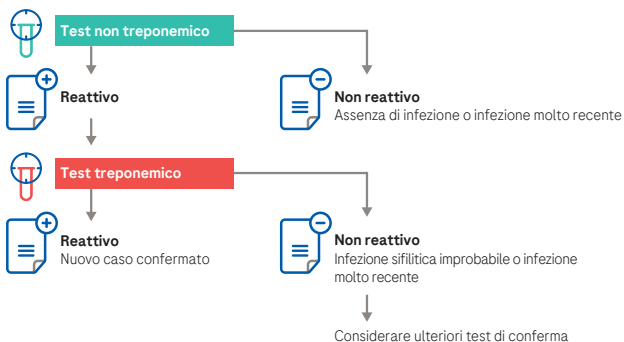 Test non treponemico
Reattivo
Non reattivo
Assenza di infezione o infezione molto recente
Test treponemico
Reattivo
Nuovo caso confermato
Non reattivo
Infezione sifilitica improbabile o infezione
molto recente
Considerare ulteriori test di conferma